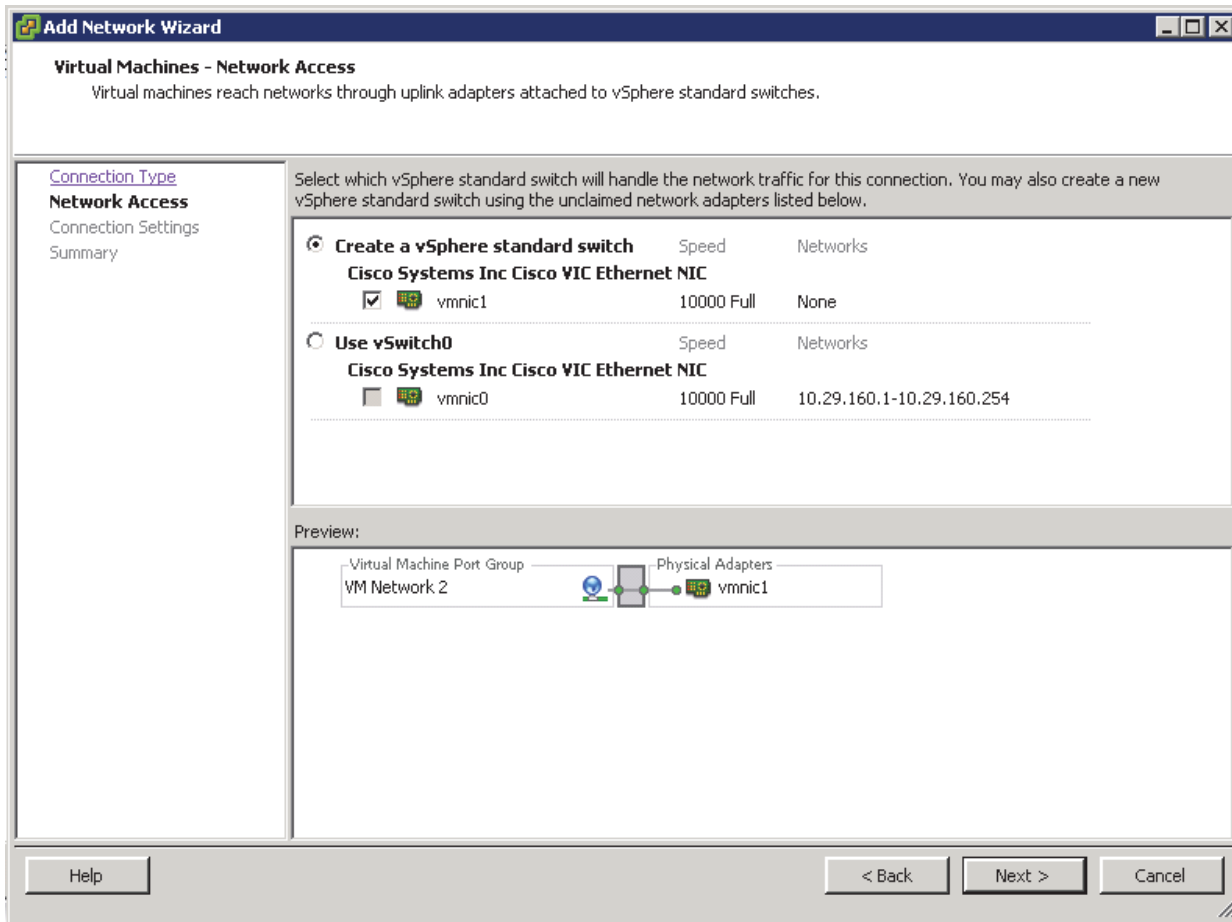 Add Network Wizard
Virtual Machines - Network Access
Virtual machines reach networks through uplink adapters attached to vSphere standard switches.
Connection Type
Network Access
Connection Settings
Summary
Select which vSphere standard switch will handle the network traffic for this connection. You may also create a new
vSphere standard switch using the unclaimed network adapters listed below.
Create a vSphere standard switch Speed Networks
Cisco Systems Inc Cisco VIC Ethernet NIC
vmnic1 10000 Full None
Use vSwitch0 Speed Networks
Cisco Systems Inc Cisco VIC Ethernet NIC
vmnic0 10000 Full 10.29.160.1-10.29.160.254
Preview:
Virtual Machine Port Group Physical Adapters
VM Network 2 vmnic1
Help < Back Next > Cancel